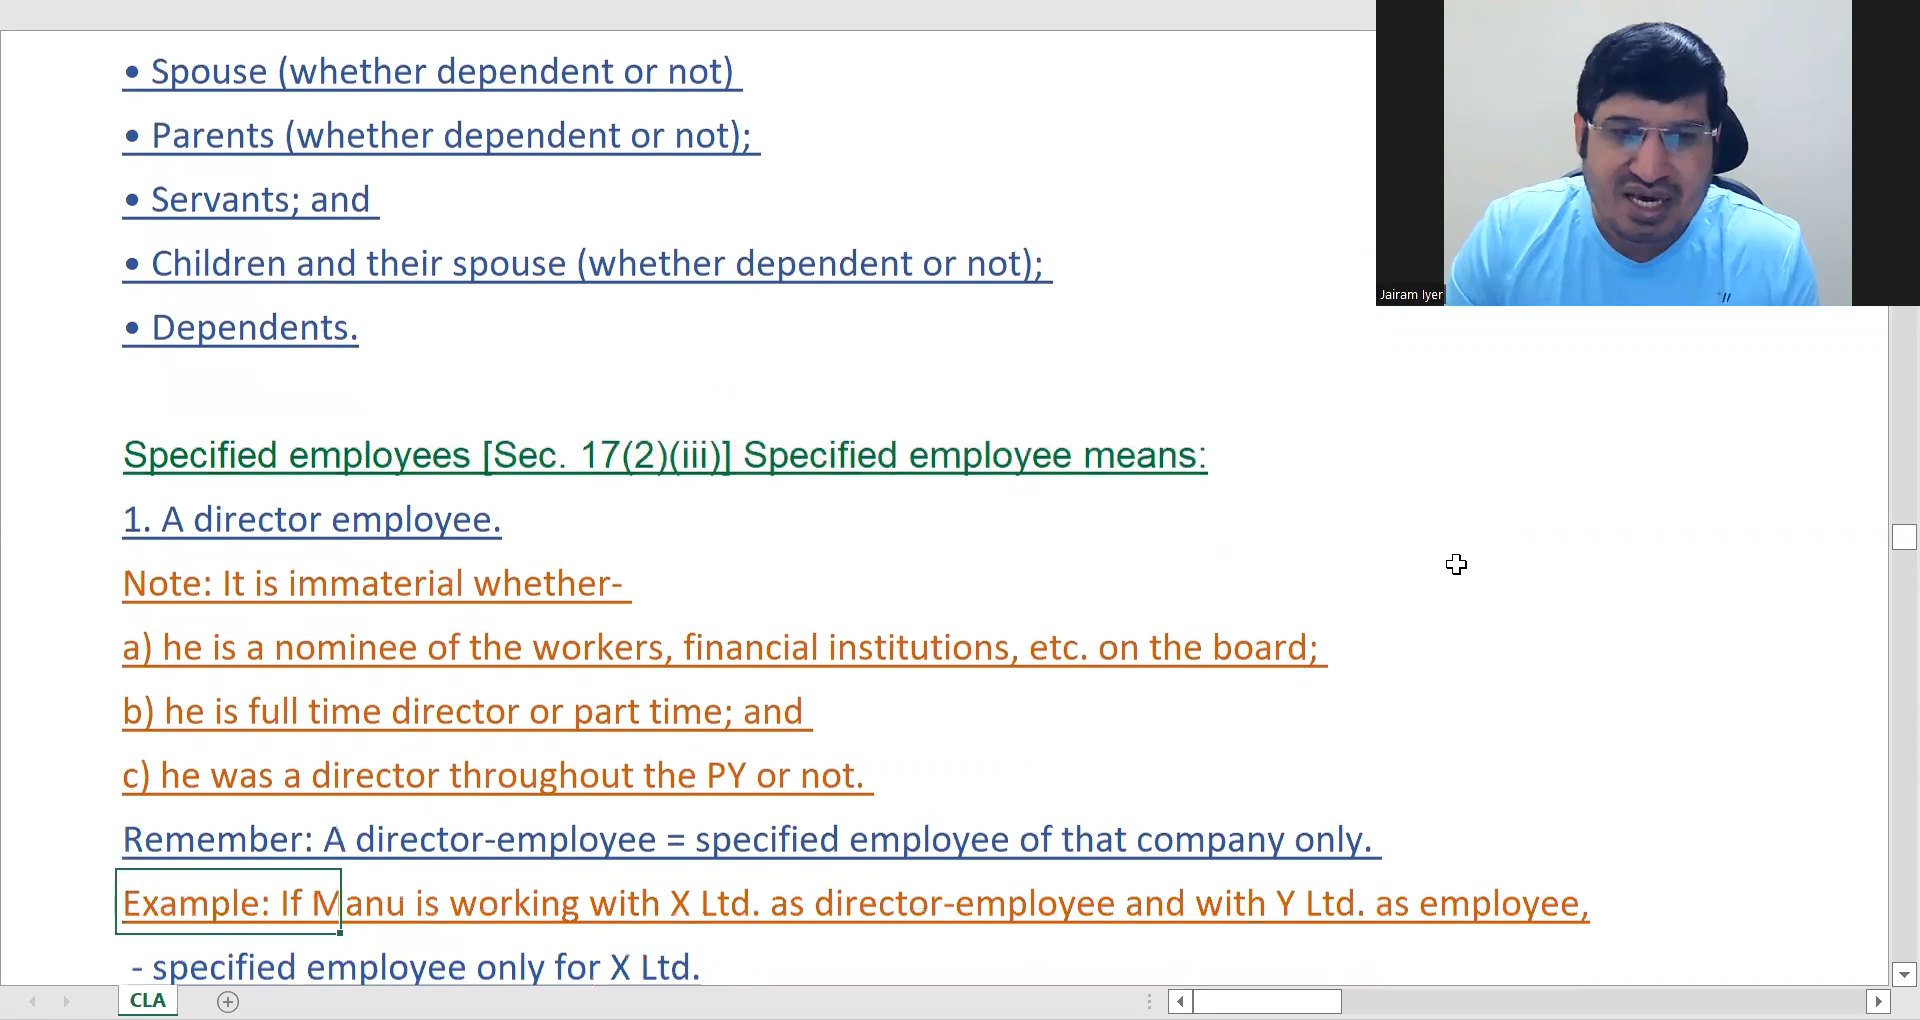 • Spouse (whether dependent or not)
• Parents (whether dependent or not);
• Servants; and
• Children and their spouse (whether dependent or not);
• Dependents.
Jairam Iyer
Specified employees [Sec. 17(2)(iii)] Specified employee means:
1. A director employee.
Note: It is immaterial whether-
a) he is a nominee of the workers, financial institutions, etc. on the board;
b) he is full time director or part time; and
c) he was a director throughout the PY or not.
Remember: A director-employee = specified employee of that company only.
Example: If Manu is working with X Ltd. as director-employee and with Y Ltd. as employee,
- specified employee only for X Ltd.
CLA